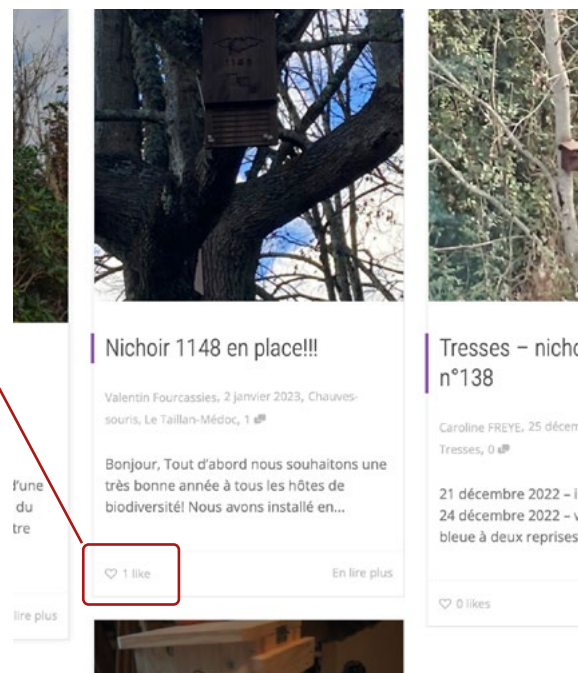 1148
Nichoir 1148 en place!!!
Valentin Fourcassies, 2 janvier 2023, Chauves-
souris, Le Taillan-Médoc, 1
Bonjour, Tout d'abord nous souhaitons une
très bonne année à tous les hôtes de
biodiversité! Nous avons installé en...
1 like
En lire plus
d'une
du
tre
lire plus
Tresses –
n°138
Caroline FREYE, 25
Tresses, 0
21 décembre 2022 –
24 décembre 2022 –
bleue à deux reprises
0 likes